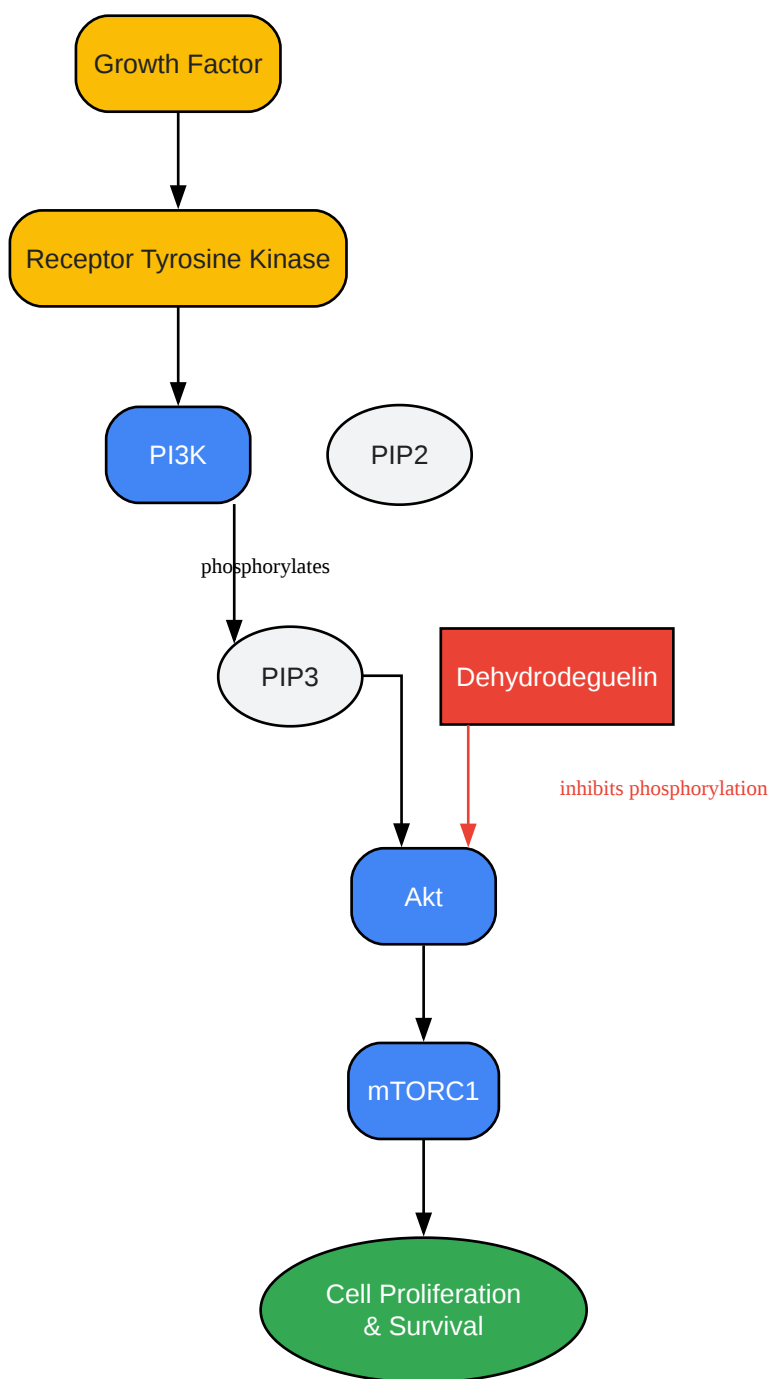 Growth Factor
Receptor Tyrosine Kinase
PI3K
PIP2
phosphorylates
PIP3
Dehydrodeguelin
inhibits phosphorylation
Akt
mTORC1
Cell Proliferation
& Survival